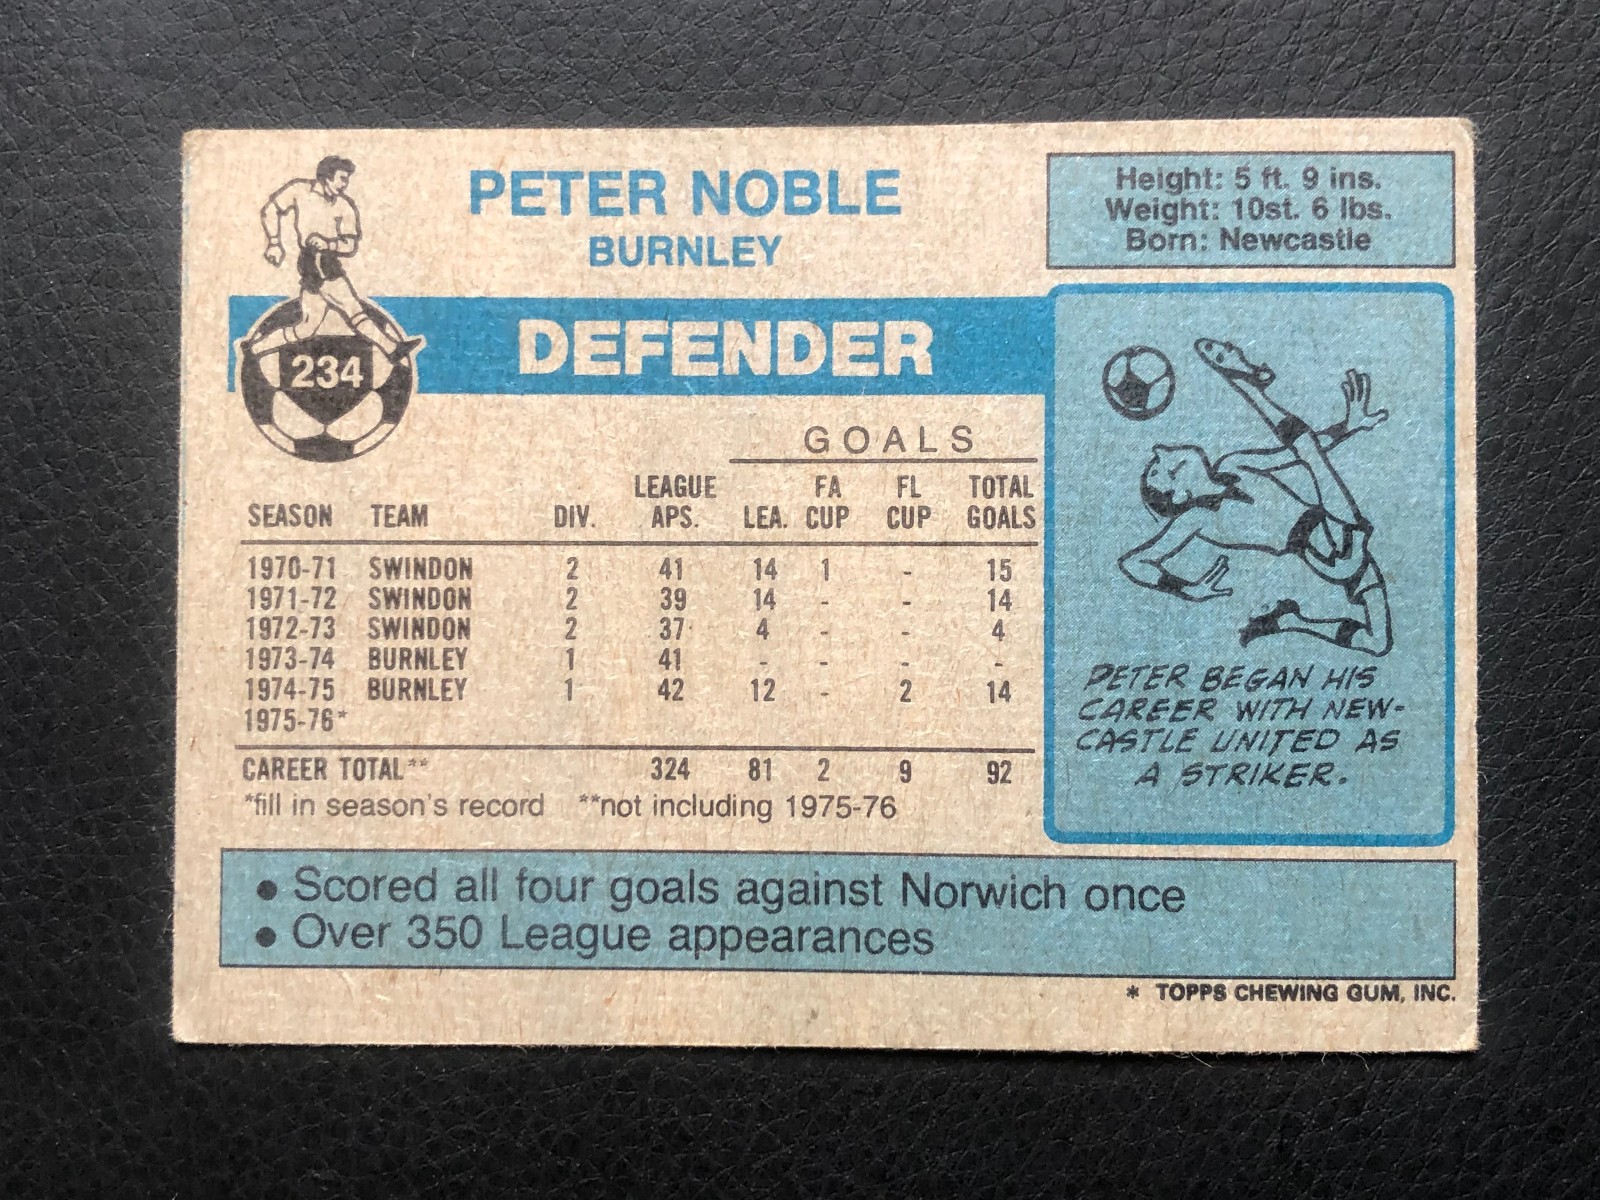 PETER NOBLE
BURNLEY
Height: 5 ft. 9 ins.
Weight: 10st. 6 lbs.
Born: Newcastle
234
DEFENDER
GOALS
SEASON TEAM DIV. LEAGUE APS. LEA. FA CUP FL CUP TOTAL GOALS
1970-71 SWINDON 2 41 14 1 - 15
1971-72 SWINDON 2 39 14 - - 14
1972-73 SWINDON 2 37 4 - - 4
1973-74 BURNLEY 1 41 - - - -
1974-75 BURNLEY 1 42 12 - 2 14
1975-76*
CAREER TOTAL** 324 81 2 9 92
*fill in season's record **not including 1975-76
PETER BEGAN HIS
CAREER WITH NEW-
CASTLE UNITED AS
A STRIKER.
• Scored all four goals against Norwich once
• Over 350 League appearances
* TOPPS CHEWING GUM, INC.